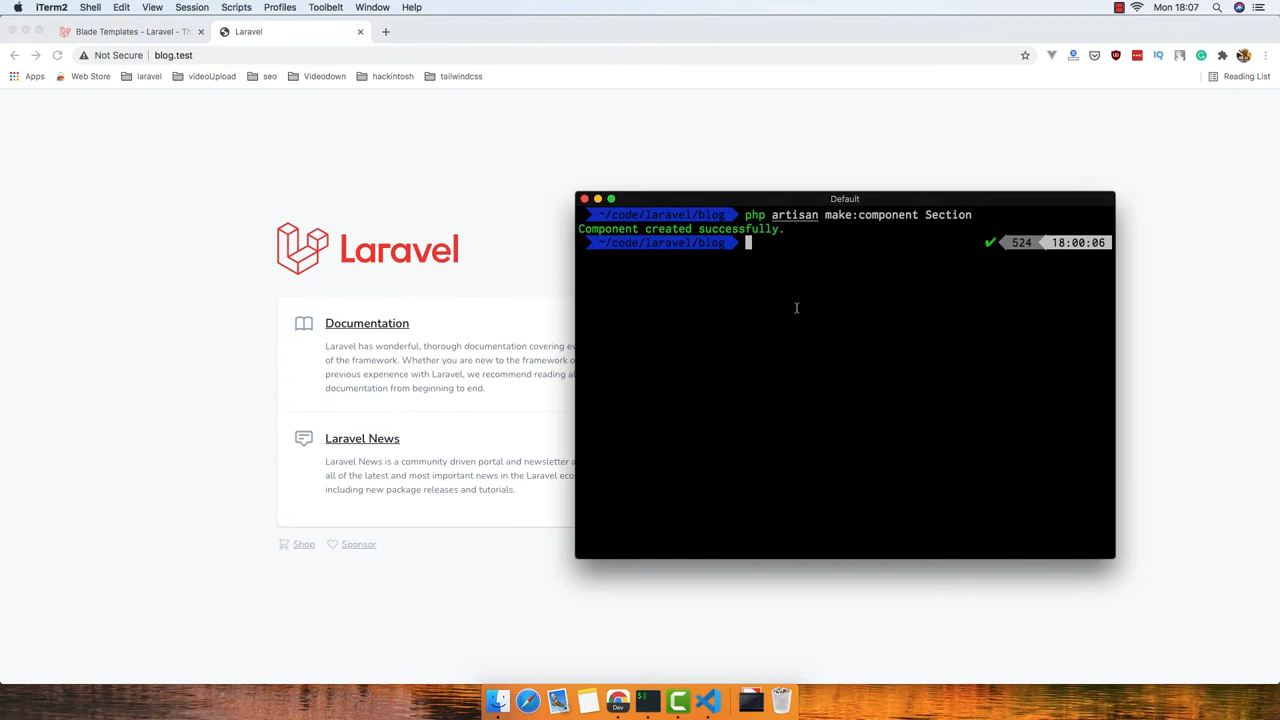 iTerm2 Shell Edit View Session Scripts Profiles Toolbelt Window Help Mon 18:07
Blade Templates - Laravel - Th Laravel
Not Secure blog.test
Apps Web Store laravel videoUpload seo Videodown hackintosh tailwindcss Reading List
Default
~/code/laravel/blog php artisan make:component Section
Component created successfully.
~/code/laravel/blog 524 18:00:06
Laravel
Documentation
Laravel has wonderful, thorough documentation covering ev
of the framework. Whether you are new to the framework o
previous experience with Laravel, we recommend reading al
documentation from beginning to end.
Laravel News
Laravel News is a community driven portal and newsletter a
all of the latest and most important news in the Laravel eco
including new package releases and tutorials.
Shop Sponsor
Dev